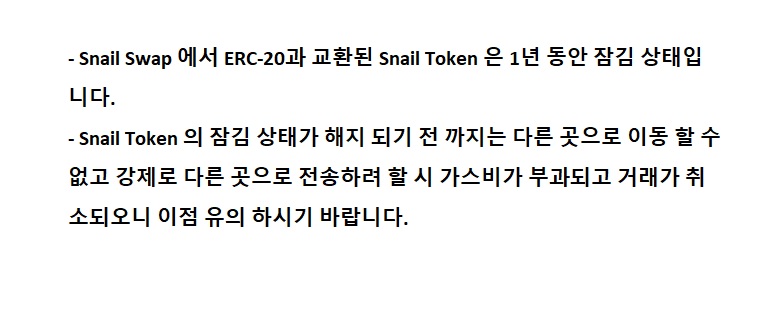 - Snail Swap 에서 ERC-20과 교환된 Snail Token 은 1년 동안 잠김 상태입
니다.
- Snail Token 의 잠김 상태가 해지 되기 전 까지는 다른 곳으로 이동 할 수
없고 강제로 다른 곳으로 전송하려 할 시 가스비가 부과되고 거래가 취
소되오니 이점 유의 하시기 바랍니다.